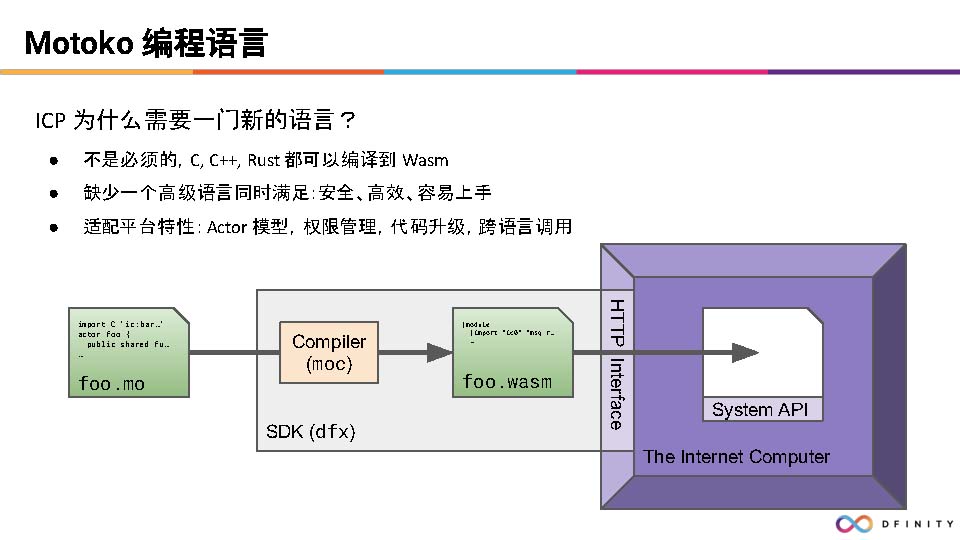 Motoko 编程语言
ICP 为什么需要一门新的语言？
● 不是必须的，C, C++, Rust 都可以编译到 Wasm
● 缺少一个高级语言同时满足：安全、高效、容易上手
● 适配平台特性：Actor 模型，权限管理，代码升级，跨语言调用
import C "ic:bar…"
actor foo {
public shared fu…
…
foo.mo
Compiler
(moc)
SDK (dfx)
(module
(import "ic0" "msg_r…
…
foo.wasm
HTTP Interface
System API
The Internet Computer
DFINITY